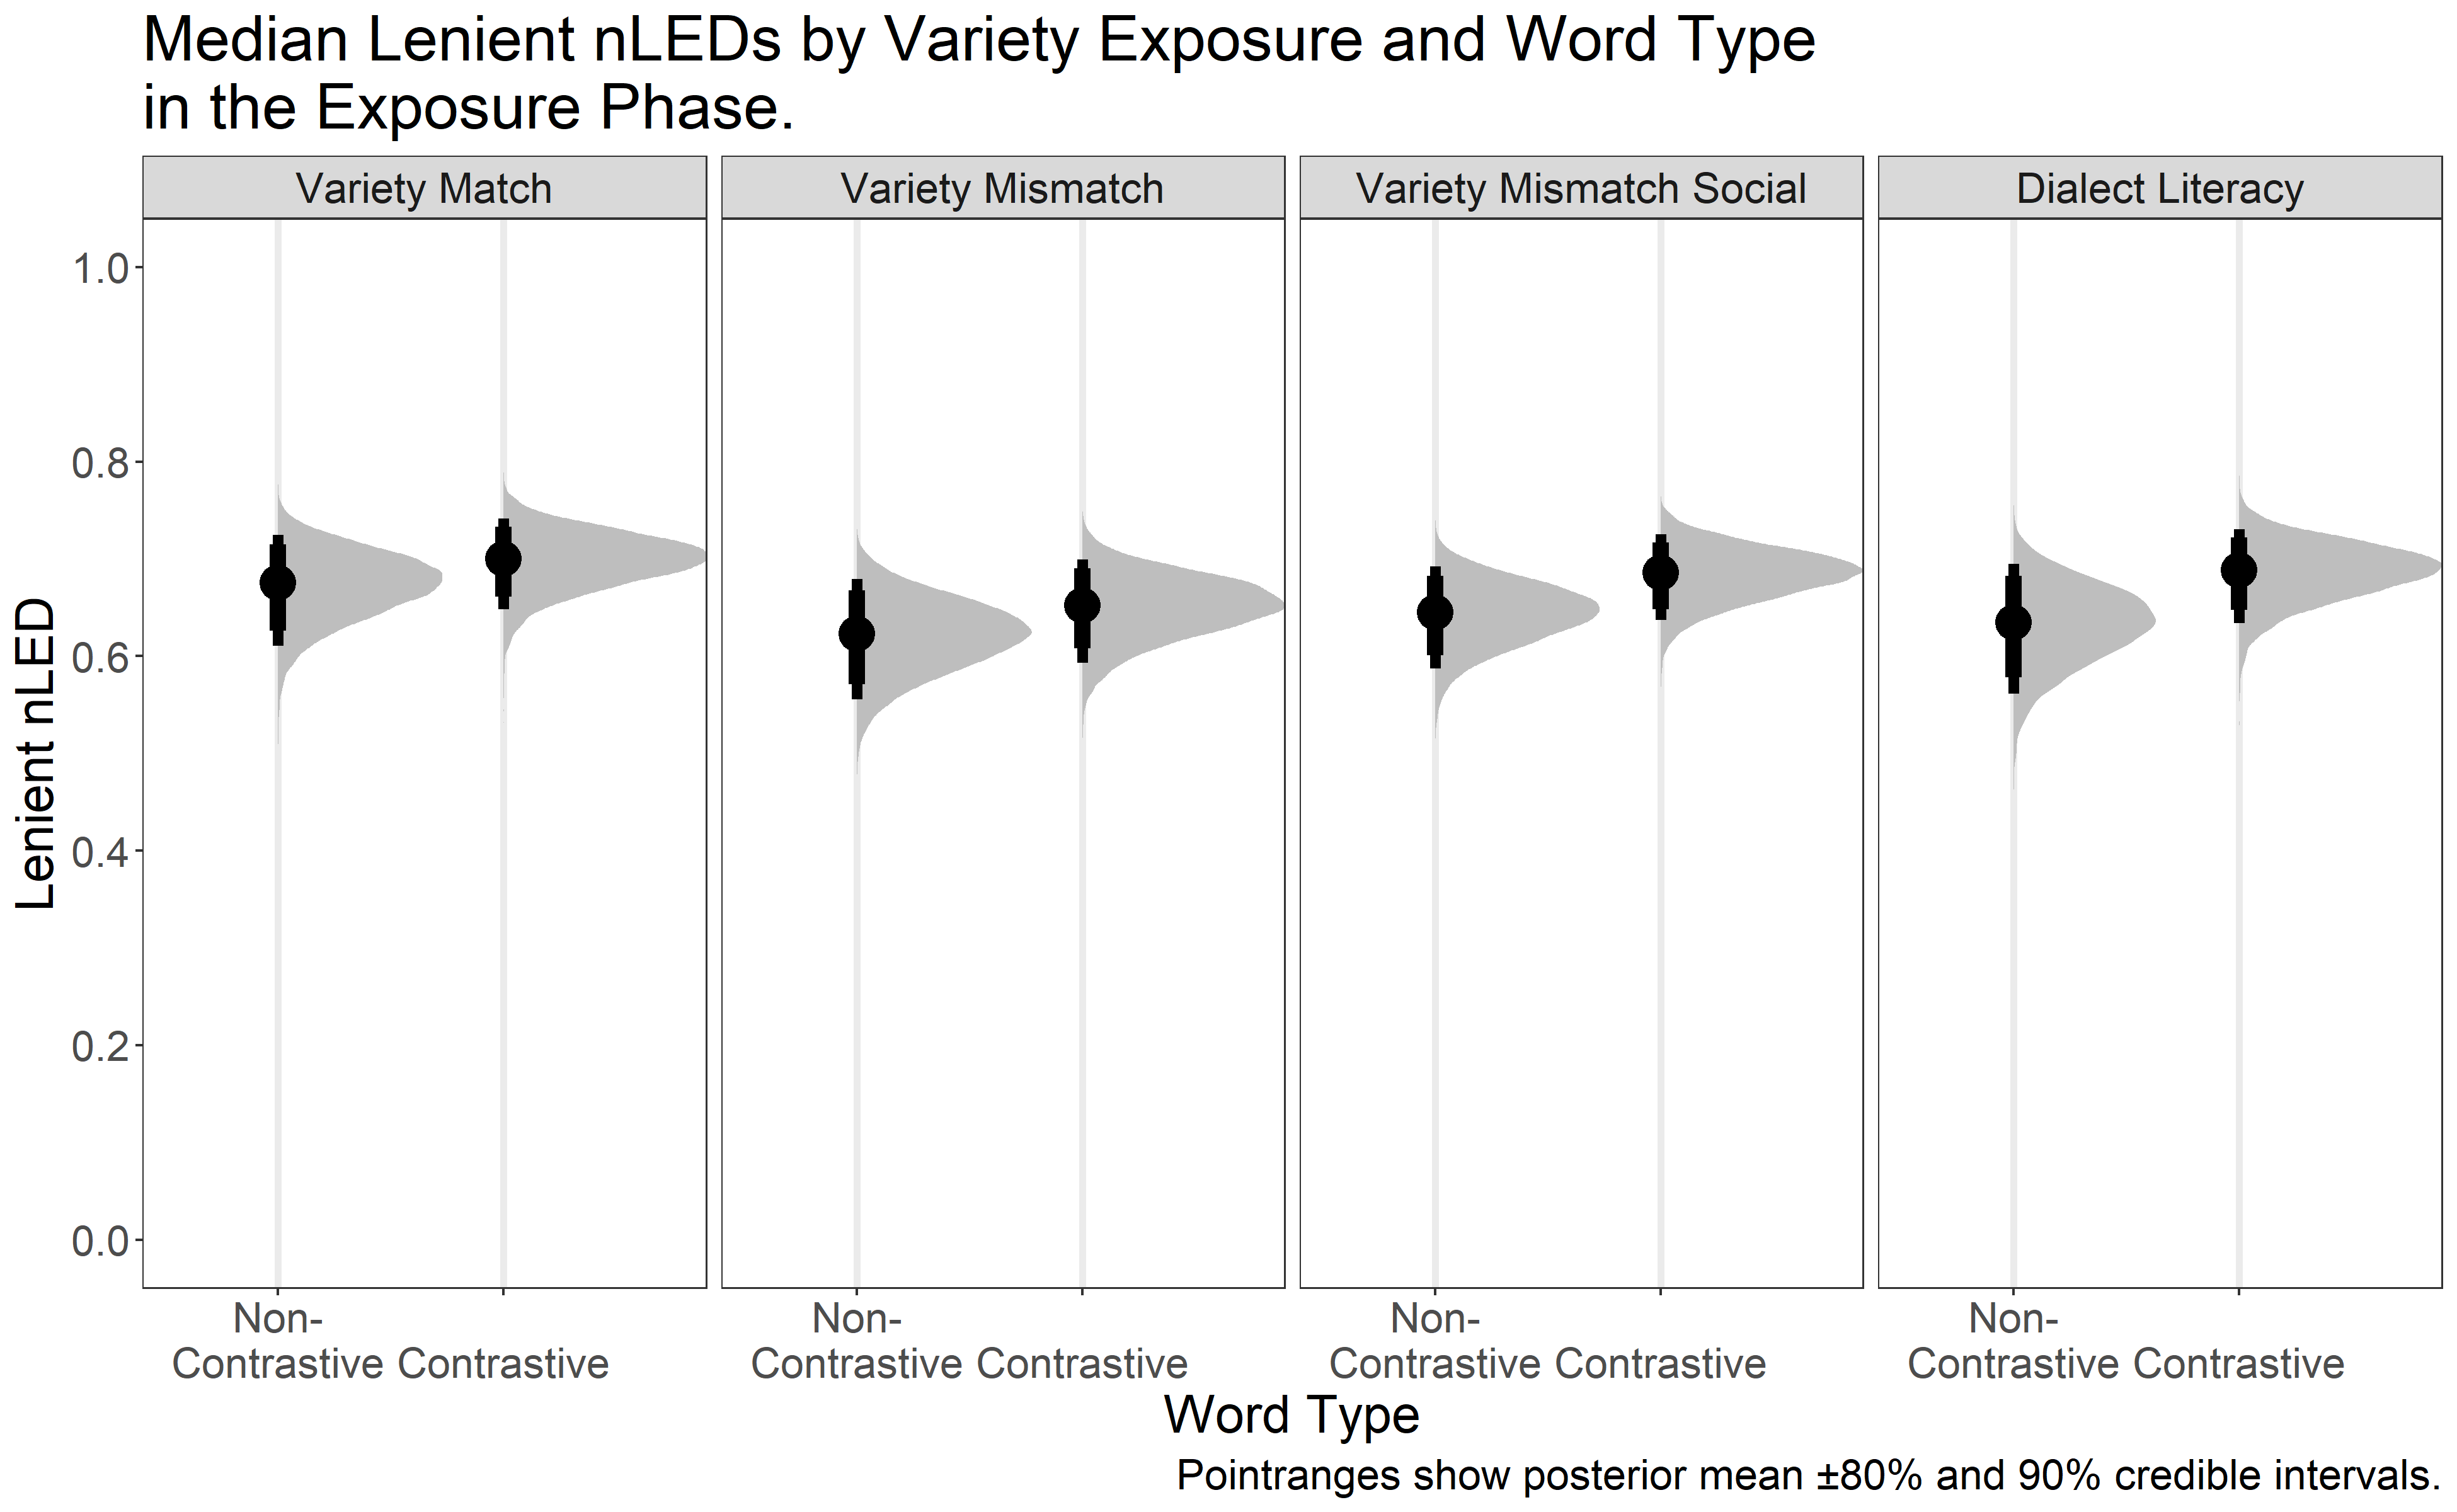 Median Lenient nLEDs by Variety Exposure and Word Type
in the Exposure Phase.
Variety Match
Variety Mismatch
Variety Mismatch Social
Dialect Literacy
Lenient nLED
1.0
0.8
0.6
0.4
0.2
0.0
Non-
Contrastive
Contrastive
Non-
Contrastive
Contrastive
Non-
Contrastive
Contrastive
Non-
Contrastive
Contrastive
Word Type
Pointranges show posterior mean ±80% and 90% credible intervals.